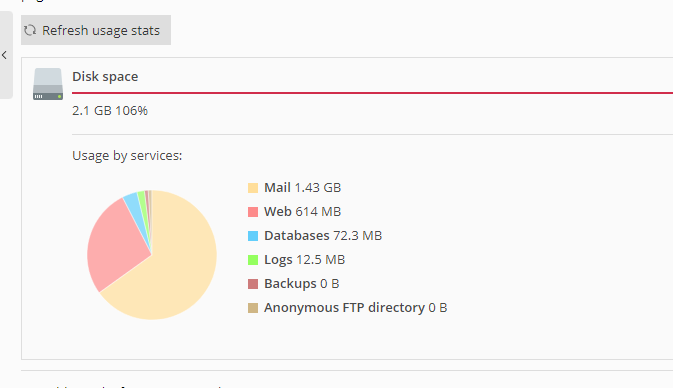 Refresh usage stats
Disk space
2.1 GB 106%
Usage by services:
Mail 1.43 GB
Web 614 MB
Databases 72.3 MB
Logs 12.5 MB
Backups 0 B
Anonymous FTP directory 0 B